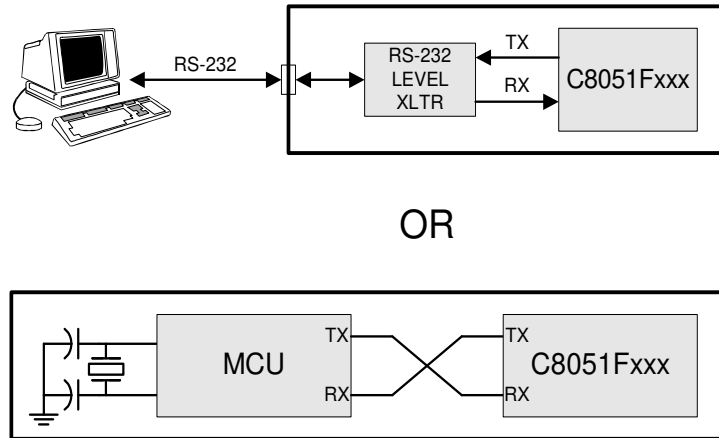 RS-232
RS-232
LEVEL
XLTR
TX
RX
C8051Fxxx
OR
MCU
TX
RX
TX
RX
C8051Fxxx